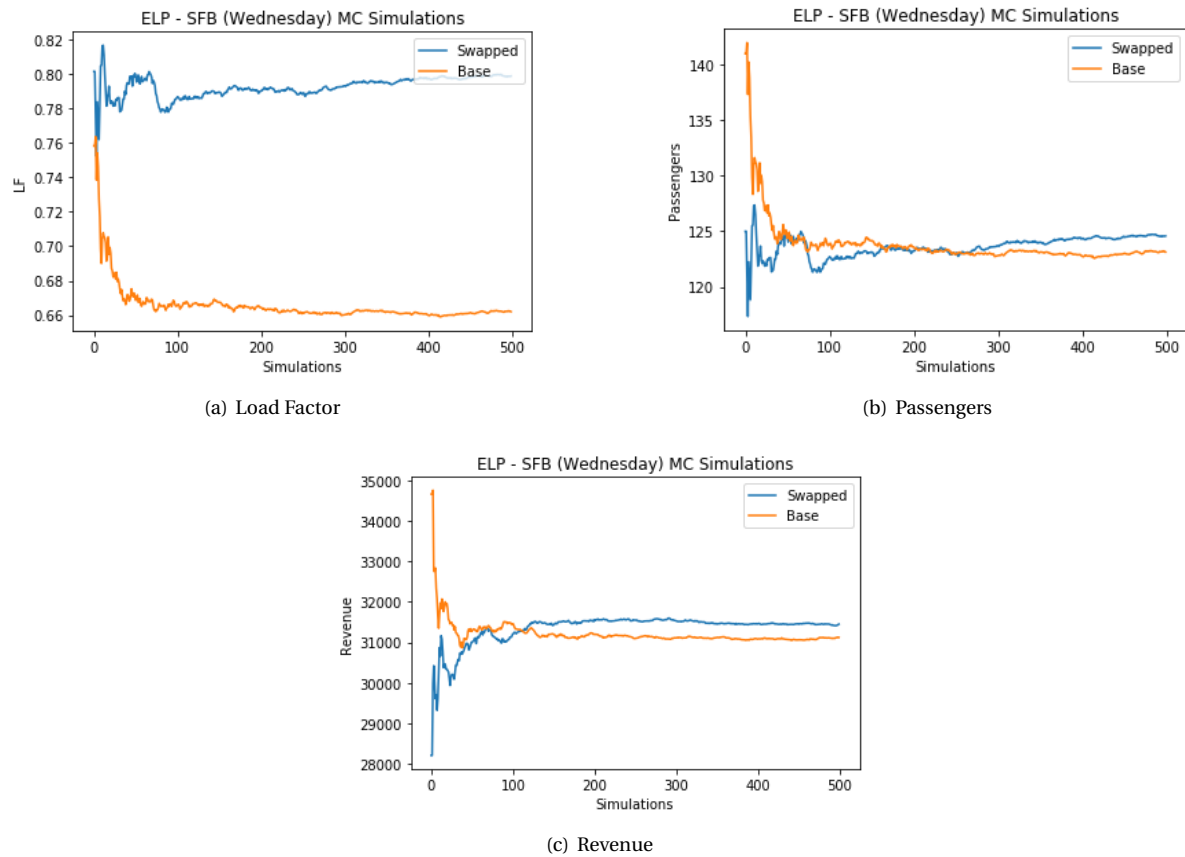 ELP - SFB (Wednesday) MC Simulations
Swapped
Base
0.82
0.80
0.78
0.76
0.74
0.72
0.70
0.68
0.66
LF
0 100 200 300 400 500
Simulations
(a) Load Factor
ELP - SFB (Wednesday) MC Simulations
Swapped
Base
140
135
130
125
120
Passengers
0 100 200 300 400 500
Simulations
(b) Passengers
ELP - SFB (Wednesday) MC Simulations
Swapped
Base
35000
34000
33000
32000
31000
30000
29000
28000
Revenue
0 100 200 300 400 500
Simulations
(c) Revenue